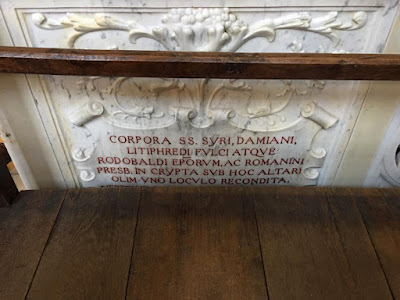 CORPORA SS. SYRI, DAMIANI,
LITIPHREDI FVLCI ATQVE
RODOBALDI EPORVM, AC ROMANINI
PRESB. IN CRYPTA SVB HOC ALTARI
OLIM VNO LOCVLO RECONDITA.